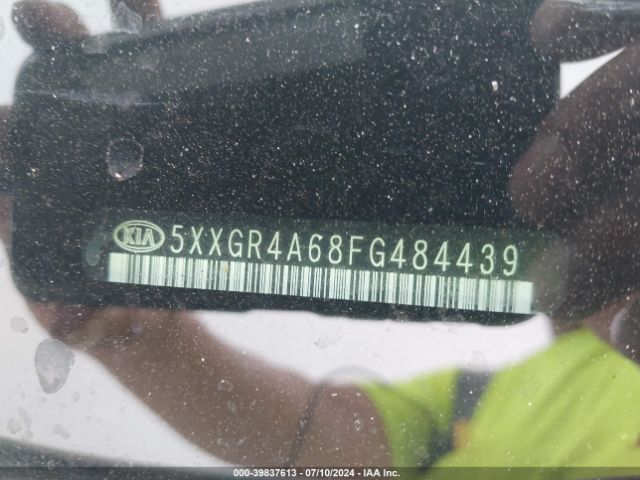 KIA 5XXGR4A68FG484439
000-39837613 - 07/10/2024 - IAA Inc.